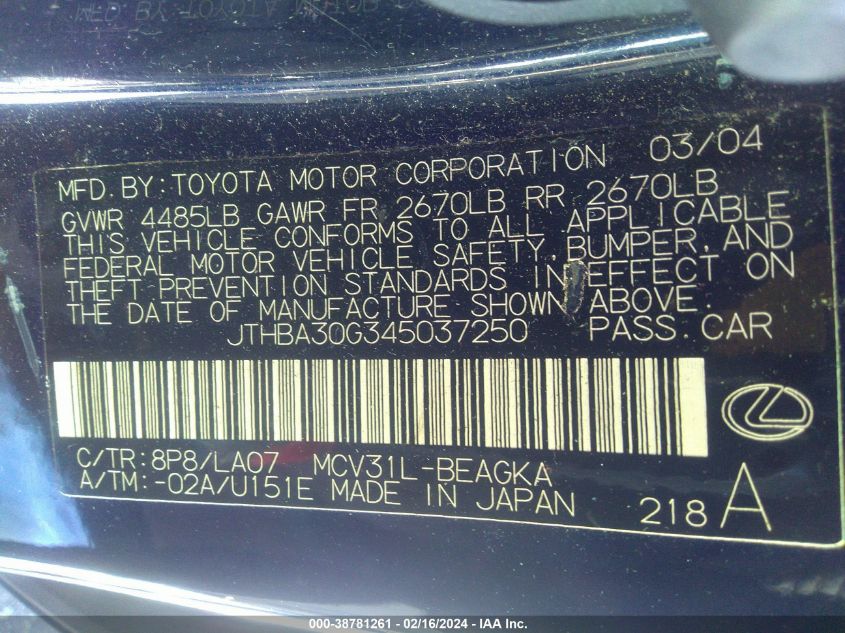 MFD. BY: TOYOTA MOTOR CORPORATION 03/04
GVWR 4485LB GAWR FR 2670LB RR 2670LB
THIS VEHICLE CONFORMS TO ALL APPLICABLE
FEDERAL MOTOR VEHICLE SAFETY, BUMPER, AND
THEFT PREVENTION STANDARDS IN EFFECT ON
THE DATE OF MANUFACTURE SHOWN ABOVE.
JTHBA30G345037250 PASS. CAR
C/TR: 8P8/LA07 MCV31L-BEAGKA
A/TM: -02A/U151E MADE IN JAPAN
218 A
000-38781261 - 02/16/2024 - IAA Inc.